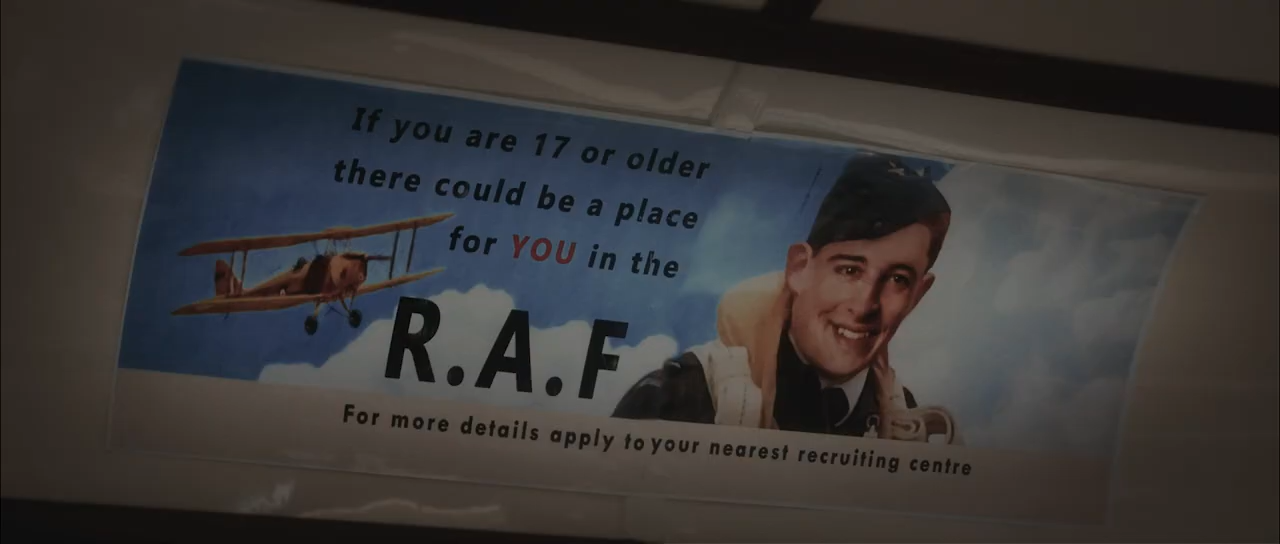 If you are 17 or older
there could be a place
for YOU in the
R.A.F
For more details apply to your nearest recruiting centre